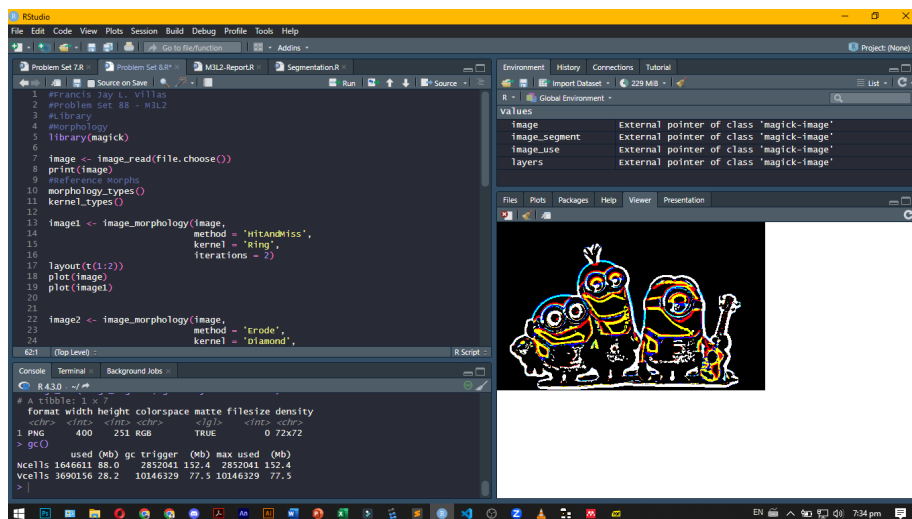 RStudio
File Edit Code View Plots Session Build Debug Profile Tools Help
Go to file/function
Addins
Project: (None)
Problem Set 7.R
Problem Set 8.R*
M3L2-Report.R
Segmentation.R
Source on Save
Run
Source
1 #Francis Jay L. Villas
2 #Problem Set 88 - M3L2
3 #Library
4 #Morphology
5 library(magick)
6
7 image <- image_read(file.choose())
8 print(image)
9 #Reference Morphs
10 morphology_types()
11 kernel_types()
12
13 image1 <- image_morphology(image,
14 method = 'HitAndMiss',
15 kernel = 'Ring',
16 iterations = 2)
17 layout(t(1:2))
18 plot(image)
19 plot(image1)
20
21
22 image2 <- image_morphology(image,
23 method = 'Erode',
24 kernel = 'Diamond',
62:1 (Top Level)
R Script
Console Terminal Background Jobs
R 4.3.0 · ~/
# A tibble: 1 x 7
format width height colorspace matte filesize density
<chr> <int> <int> <chr> <lgl> <int> <chr>
1 PNG 400 251 RGB TRUE 0 72x72
> gc()
used (Mb) gc trigger (Mb) max used (Mb)
Ncells 1646611 88.0 2852041 152.4 2852041 152.4
Vcells 3690156 28.2 10146329 77.5 10146329 77.5
>
Environment History Connections Tutorial
Import Dataset
229 MiB
List
R Global Environment
Values
image External pointer of class 'magick-image'
image_segment External pointer of class 'magick-image'
image_use External pointer of class 'magick-image'
layers External pointer of class 'magick-image'
Files Plots Packages Help Viewer Presentation
EN
7:34 pm